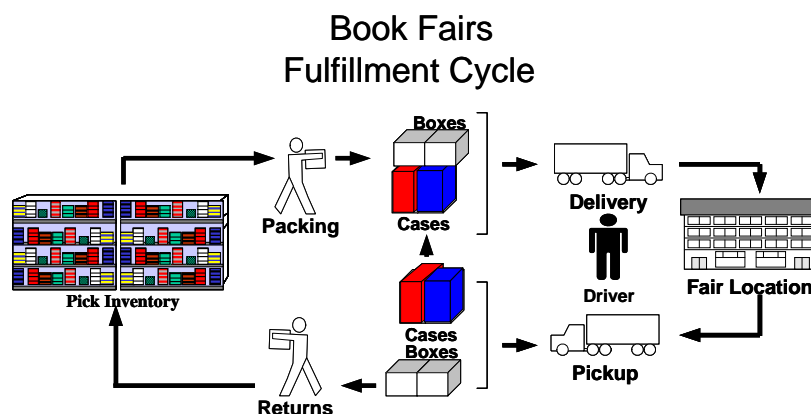 Book Fairs
Fulfillment Cycle
Boxes
Packing
Cases
Delivery
Pick Inventory
Driver
Fair Location
Cases
Boxes
Pickup
Returns